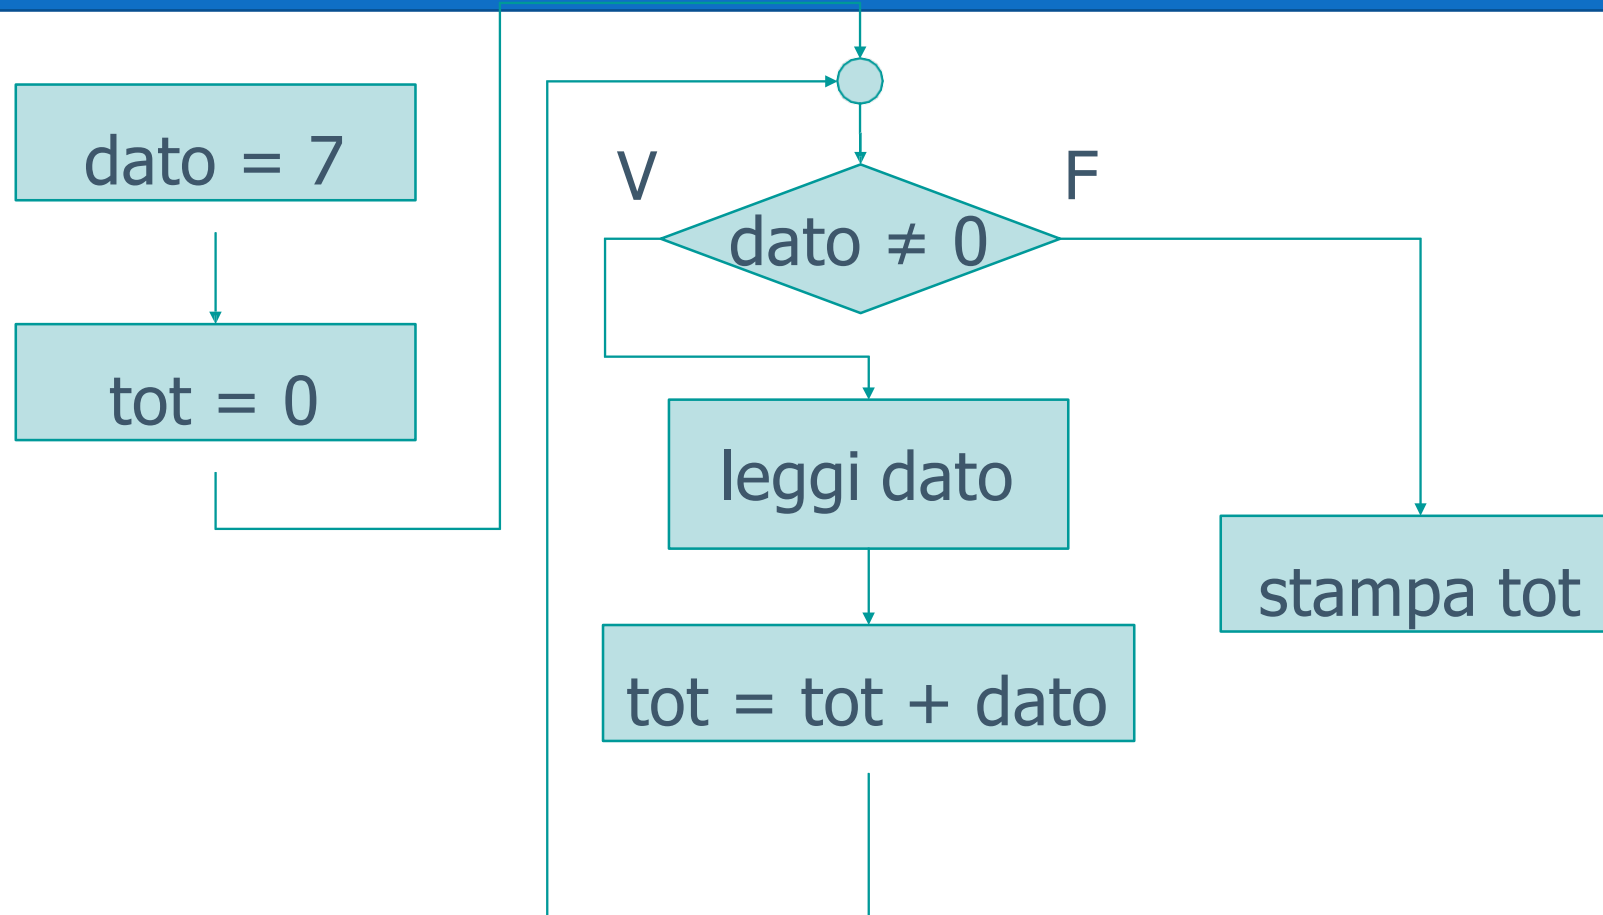 dato = 7
tot = 0
V
F
dato ≠ 0
leggi dato
tot = tot + dato
stampa tot